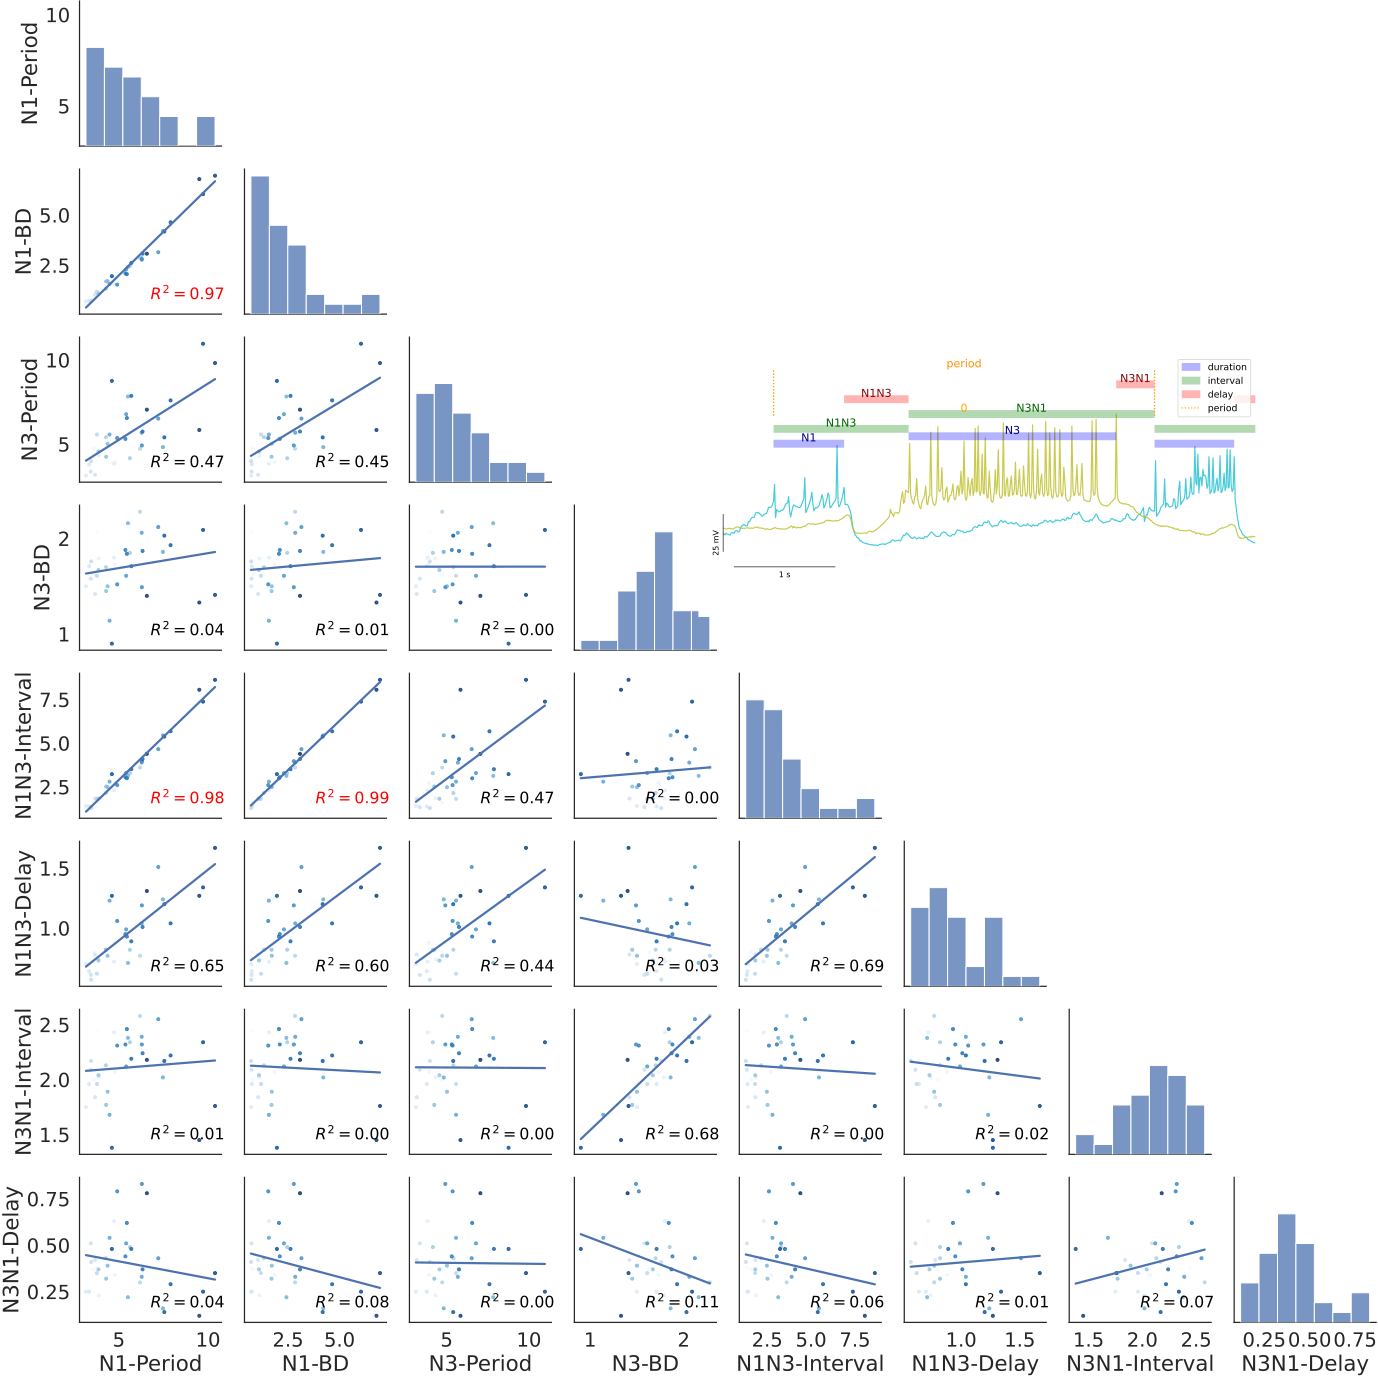 10
5
N1-Period
5.0
2.5
N1-BD
R² = 0.97
10
5
N3-Period
R² = 0.47
R² = 0.45
period
N3N1
N1N3
0
N3N1
N1N3
N1
N3
duration
interval
delay
period
25 mV
1 s
2
1
N3-BD
R² = 0.04
R² = 0.01
R² = 0.00
7.5
5.0
2.5
N1N3-Interval
R² = 0.98
R² = 0.99
R² = 0.47
R² = 0.00
1.5
1.0
N1N3-Delay
R² = 0.65
R² = 0.60
R² = 0.44
R² = 0.03
R² = 0.69
2.5
2.0
1.5
N3N1-Interval
R² = 0.01
R² = 0.00
R² = 0.00
R² = 0.68
R² = 0.00
R² = 0.02
0.75
0.50
0.25
N3N1-Delay
R² = 0.04
R² = 0.08
R² = 0.00
R² = 0.11
R² = 0.06
R² = 0.01
R² = 0.07
5 10
2.5 5.0
5 10
1 2
2.5 5.0 7.5
1.0 1.5
1.5 2.0 2.5
0.25 0.50 0.75
N1-Period
N1-BD
N3-Period
N3-BD
N1N3-Interval
N1N3-Delay
N3N1-Interval
N3N1-Delay